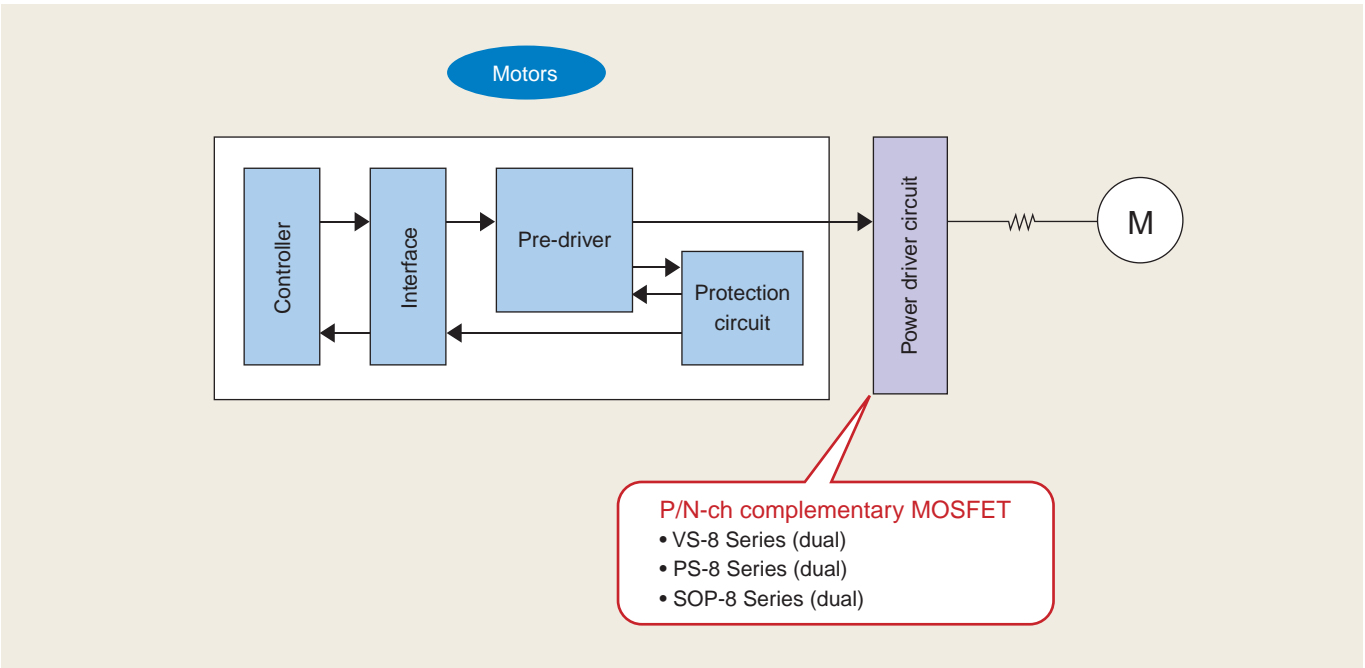 Motors
Controller
Interface
Pre-driver
Protection
circuit
Power driver circuit
M
P/N-ch complementary MOSFET
• VS-8 Series (dual)
• PS-8 Series (dual)
• SOP-8 Series (dual)